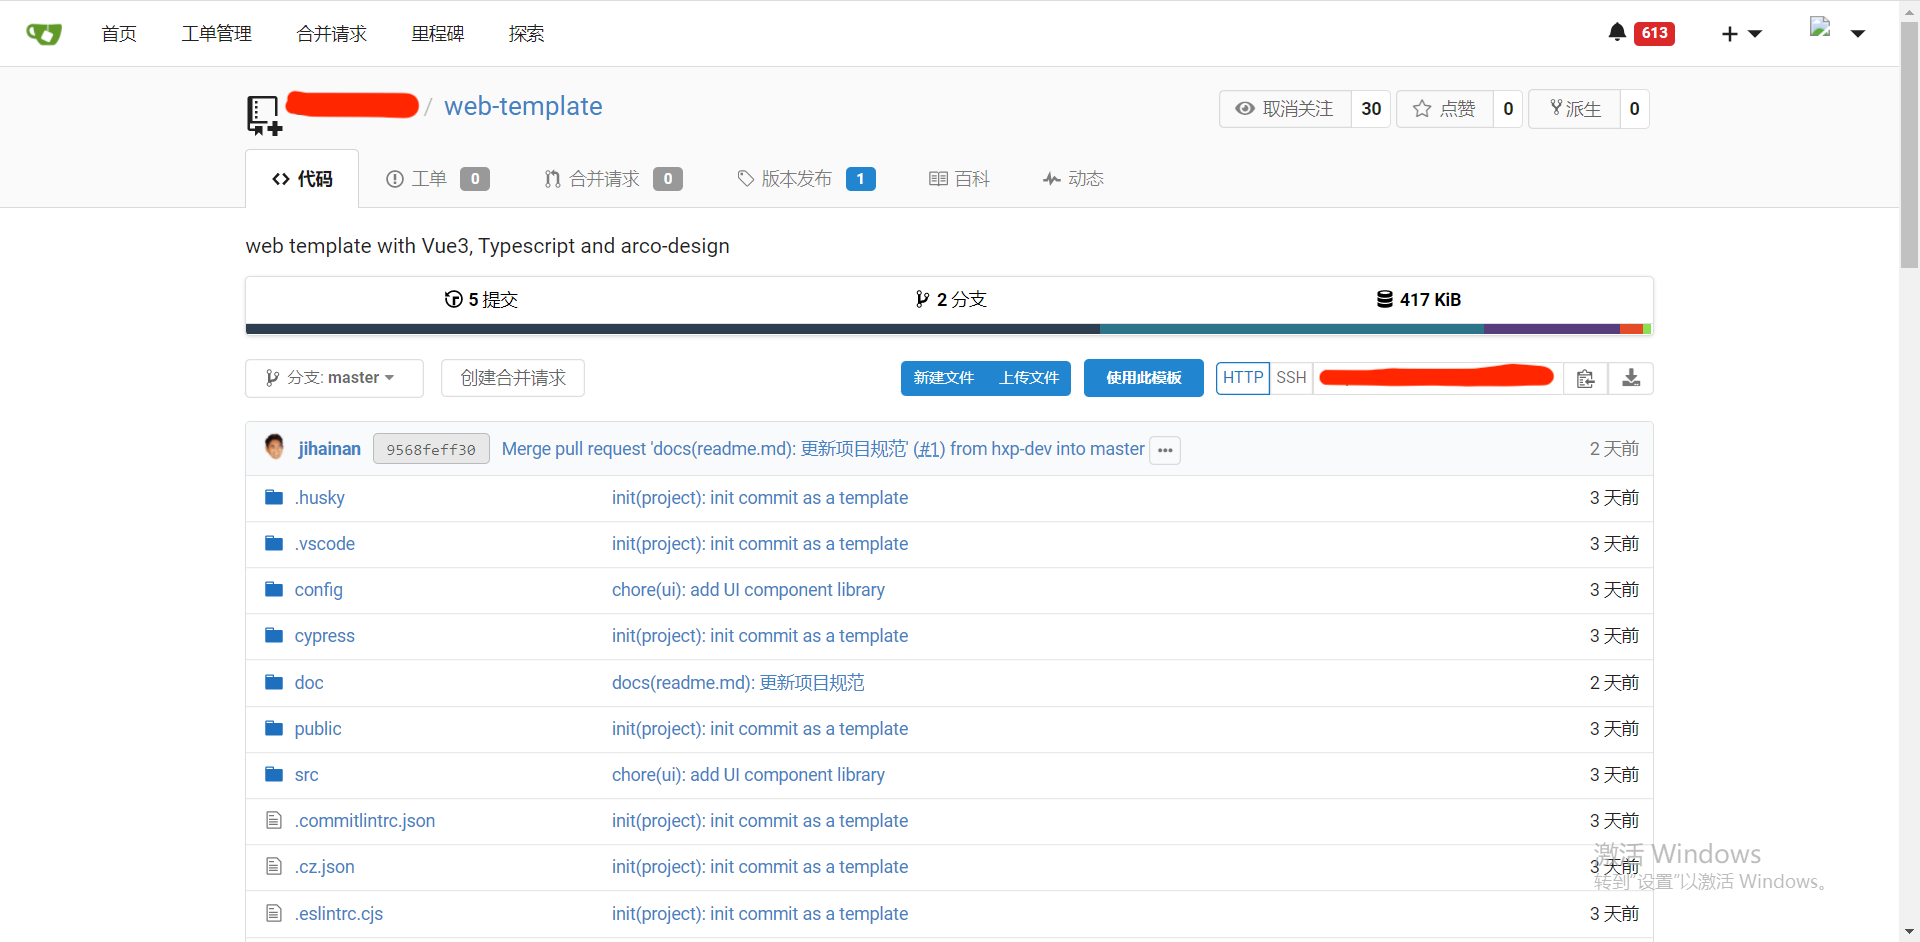 首页 工单管理 合并请求 里程碑 探索 613
/ web-template 取消关注 30 点赞 0 派生 0
代码 工单 0 合并请求 0 版本发布 1 百科 动态
web template with Vue3, Typescript and arco-design
5 提交 2 分支 417 KiB
分支: master 创建合并请求 新建文件 上传文件 使用此模板 HTTP SSH
jihainan 9568feff30 Merge pull request 'docs(readme.md): 更新项目规范' (#1) from hxp-dev into master ••• 2 天前
.husky init(project): init commit as a template 3 天前
.vscode init(project): init commit as a template 3 天前
config chore(ui): add UI component library 3 天前
cypress init(project): init commit as a template 3 天前
doc docs(readme.md): 更新项目规范 2 天前
public init(project): init commit as a template 3 天前
src chore(ui): add UI component library 3 天前
.commitlintrc.json init(project): init commit as a template 3 天前
.cz.json init(project): init commit as a template 3 天前
.eslintrc.cjs init(project): init commit as a template 3 天前
激活 Windows
转到"设置"以激活 Windows。